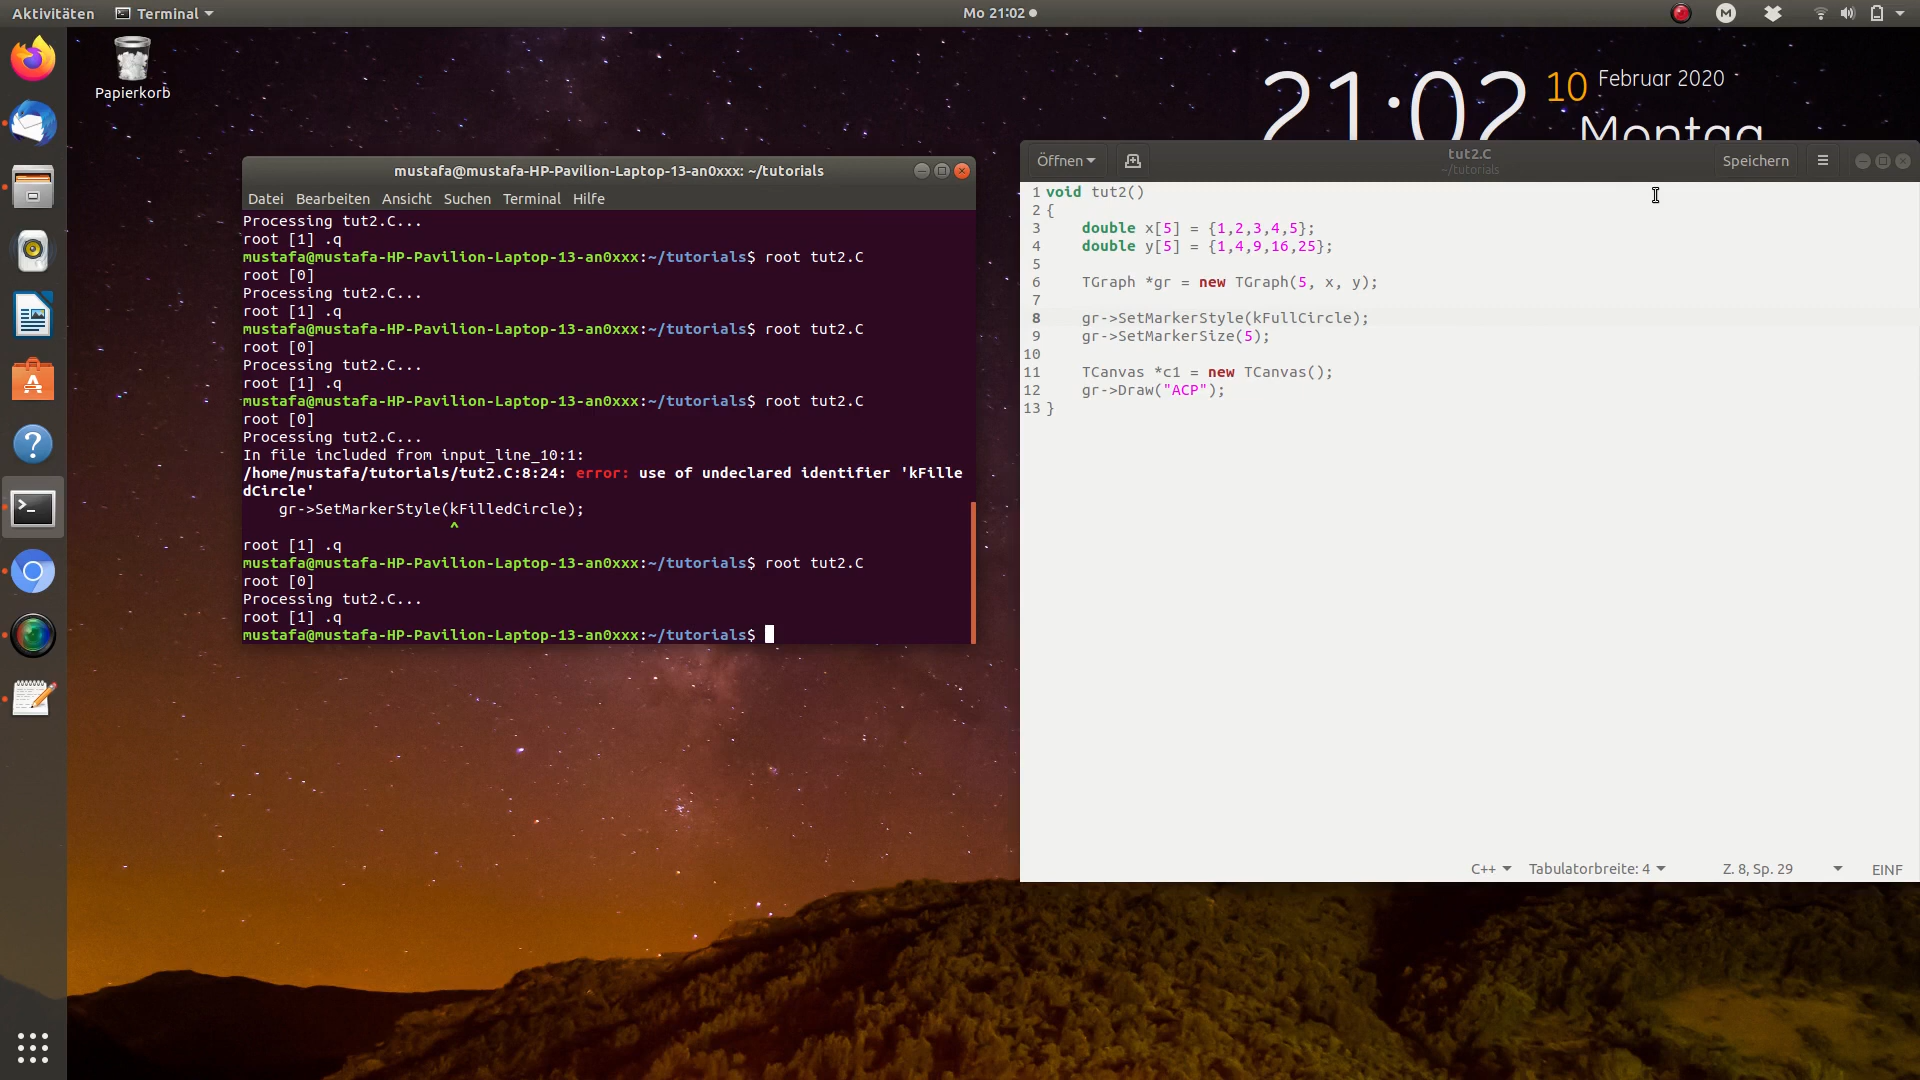 Aktivitäten Terminal Mo 21:02
Papierkorb
21:02 10 Februar 2020
Montag
mustafa@mustafa-HP-Pavilion-Laptop-13-an0xxx: ~/tutorials
Datei Bearbeiten Ansicht Suchen Terminal Hilfe
Processing tut2.C...
root [1] .q
mustafa@mustafa-HP-Pavilion-Laptop-13-an0xxx:~/tutorials$ root tut2.C
root [0]
Processing tut2.C...
root [1] .q
mustafa@mustafa-HP-Pavilion-Laptop-13-an0xxx:~/tutorials$ root tut2.C
root [0]
Processing tut2.C...
root [1] .q
mustafa@mustafa-HP-Pavilion-Laptop-13-an0xxx:~/tutorials$ root tut2.C
root [0]
Processing tut2.C...
In file included from input_line_10:1:
/home/mustafa/tutorials/tut2.C:8:24: error: use of undeclared identifier 'kFille
dCircle'
    gr->SetMarkerStyle(kFilledCircle);
                       ^
root [1] .q
mustafa@mustafa-HP-Pavilion-Laptop-13-an0xxx:~/tutorials$ root tut2.C
root [0]
Processing tut2.C...
root [1] .q
mustafa@mustafa-HP-Pavilion-Laptop-13-an0xxx:~/tutorials$
Öffnen tut2.C Speichern
~/tutorials
1 void tut2()
2 {
3     double x[5] = {1,2,3,4,5};
4     double y[5] = {1,4,9,16,25};
5
6     TGraph *gr = new TGraph(5, x, y);
7
8     gr->SetMarkerStyle(kFullCircle);
9     gr->SetMarkerSize(5);
10
11     TCanvas *c1 = new TCanvas();
12     gr->Draw("ACP");
13 }
C++ Tabulatorbreite: 4 Z. 8, Sp. 29 EINF